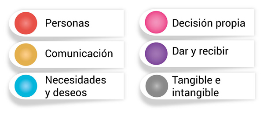 Personas
Comunicación
Necesidades
y deseos
Decisión propia
Dar y recibir
Tangible e
intangible